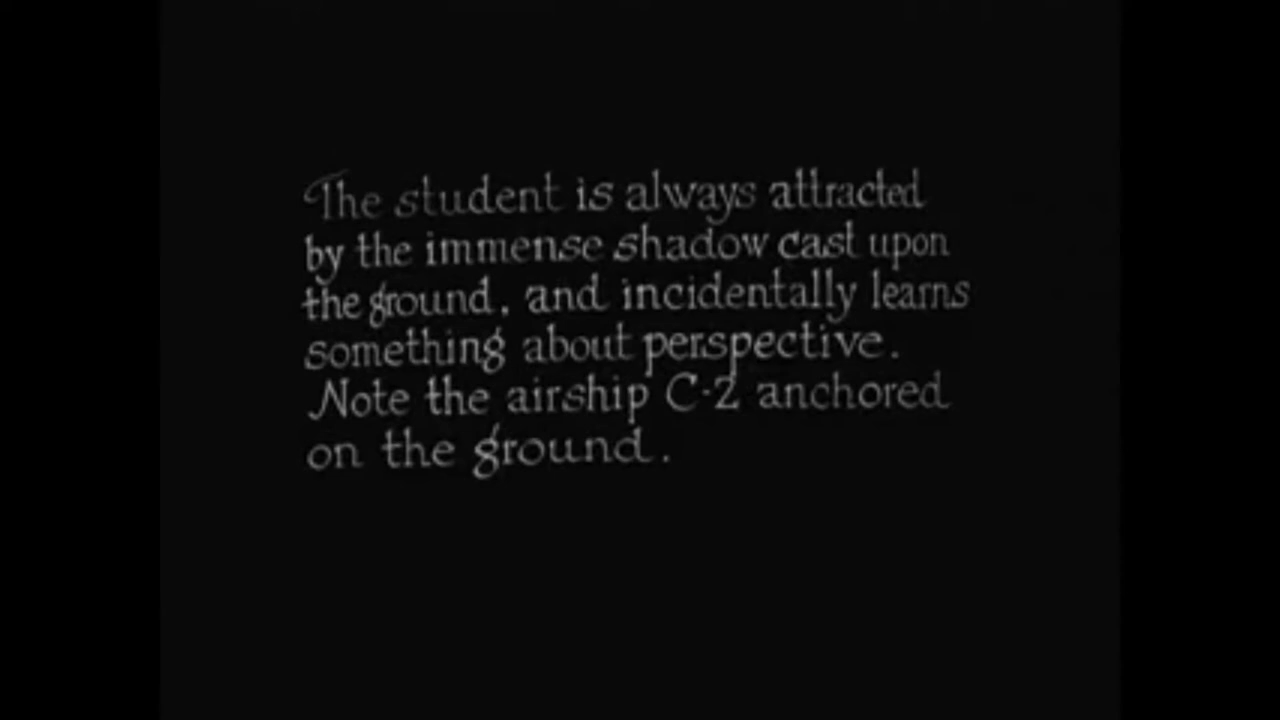 The student is always attracted
by the immense shadow cast upon
the ground, and incidentally learns
something about perspective.
Note the airship C-2 anchored
on the ground.